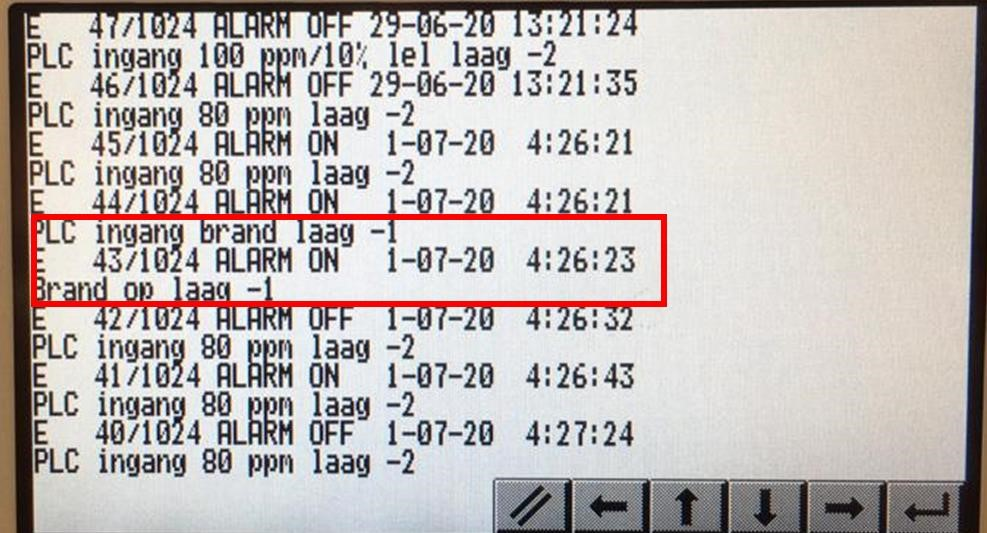 E 47/1024 ALARM OFF 29-06-20 13:21:24
PLC ingang 100 ppm/10% lel laag -2
E 46/1024 ALARM OFF 29-06-20 13:21:35
PLC ingang 80 ppm laag -2
E 45/1024 ALARM ON 1-07-20 4:26:21
PLC ingang 80 ppm laag -2
E 44/1024 ALARM ON 1-07-20 4:26:21
PLC ingang brand laag -1
E 43/1024 ALARM ON 1-07-20 4:26:23
Brand op laag -1
E 42/1024 ALARM OFF 1-07-20 4:26:32
PLC ingang 80 ppm laag -2
E 41/1024 ALARM ON 1-07-20 4:26:43
PLC ingang 80 ppm laag -2
E 40/1024 ALARM OFF 1-07-20 4:27:24
PLC ingang 80 ppm laag -2